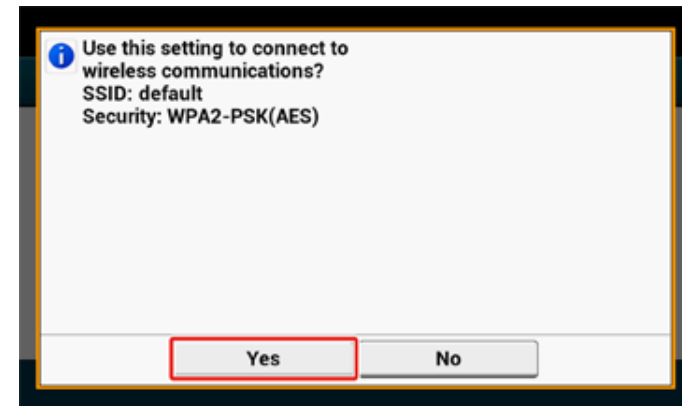 Use this setting to connect to
wireless communications?
SSID: default
Security: WPA2-PSK(AES)
Yes
No